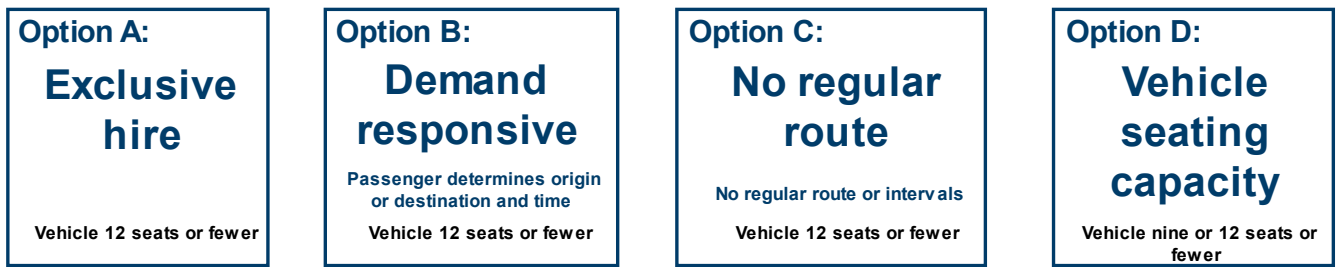 Option A:
Exclusive
hire
Vehicle 12 seats or fewer
Option B:
Demand
responsive
Passenger determines origin
or destination and time
Vehicle 12 seats or fewer
Option C:
No regular
route
No regular route or intervals
Vehicle 12 seats or fewer
Option D:
Vehicle
seating
capacity
Vehicle nine or 12 seats or
fewer